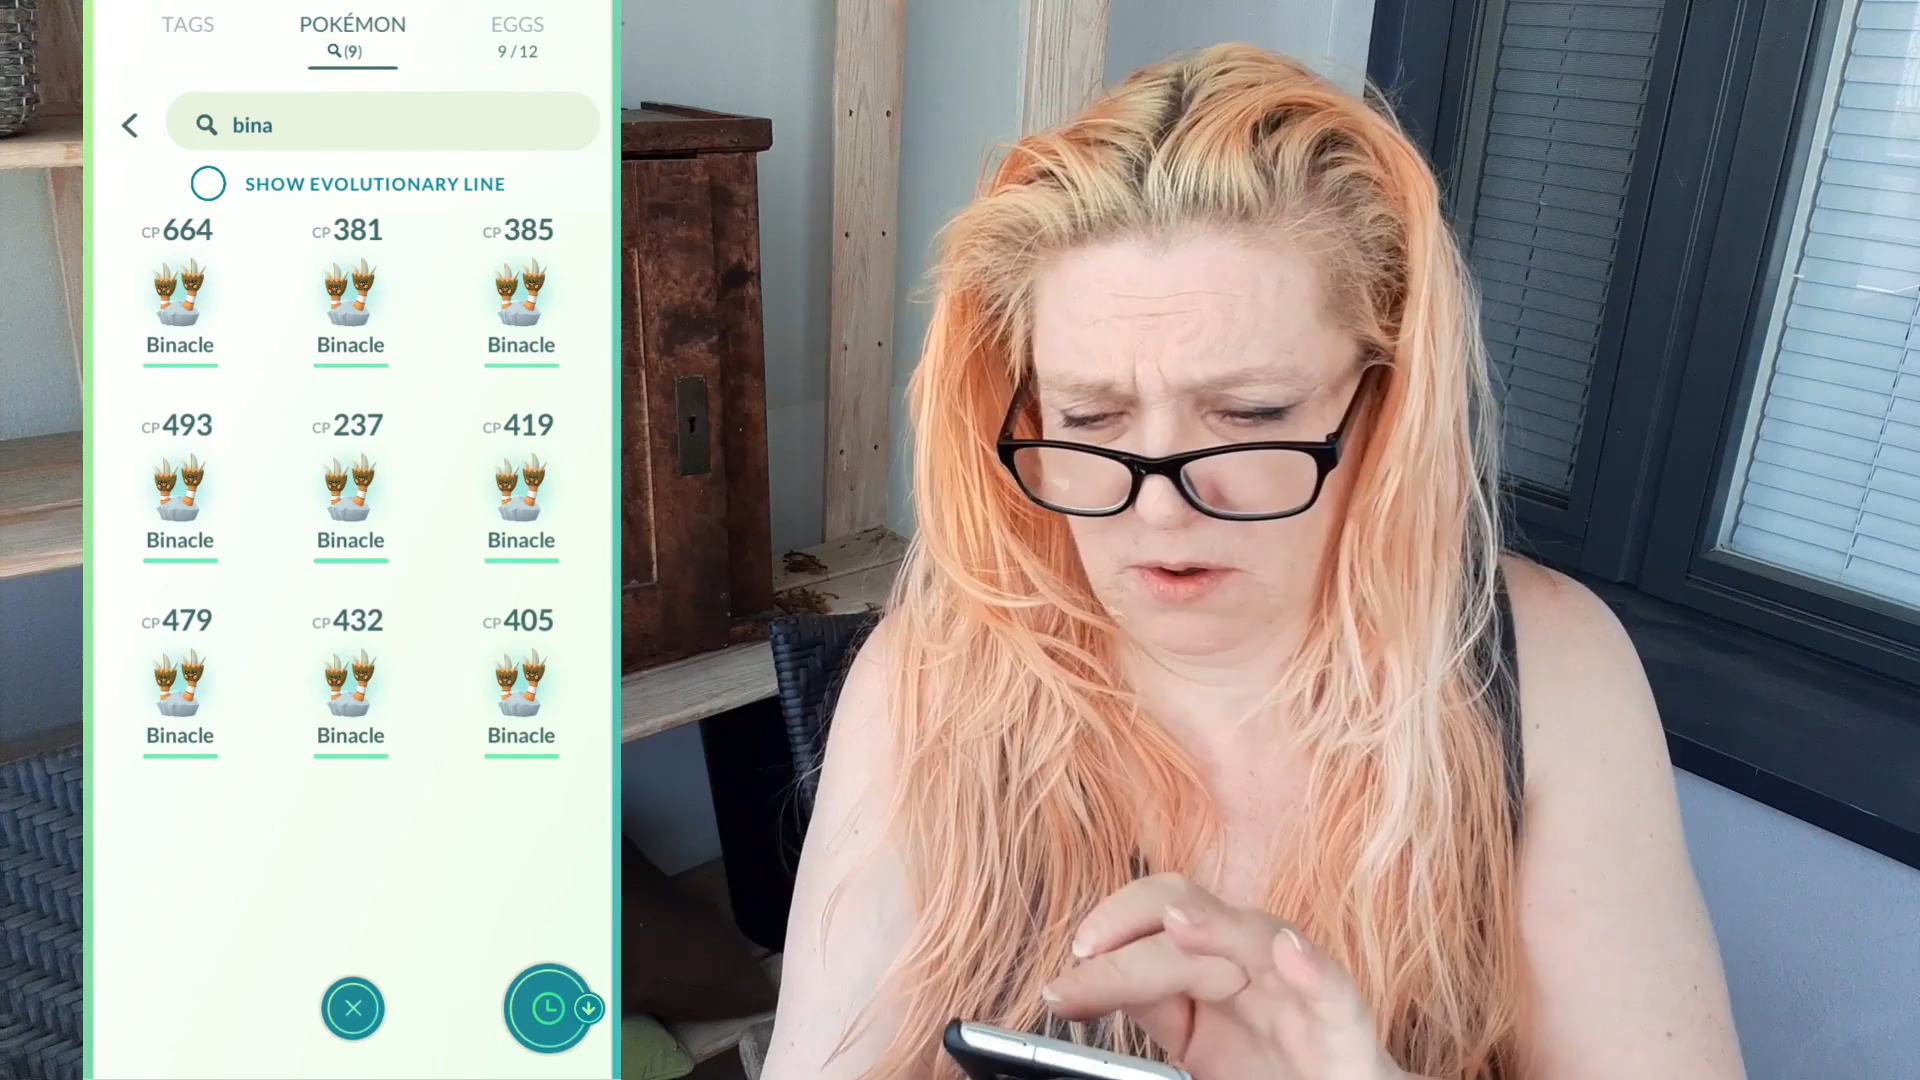 TAGS
POKÉMON
EGGS
(9)
9 / 12
bina
SHOW EVOLUTIONARY LINE
CP664
CP381
CP385
Binacle
Binacle
Binacle
CP493
CP237
CP419
Binacle
Binacle
Binacle
CP479
CP432
CP405
Binacle
Binacle
Binacle